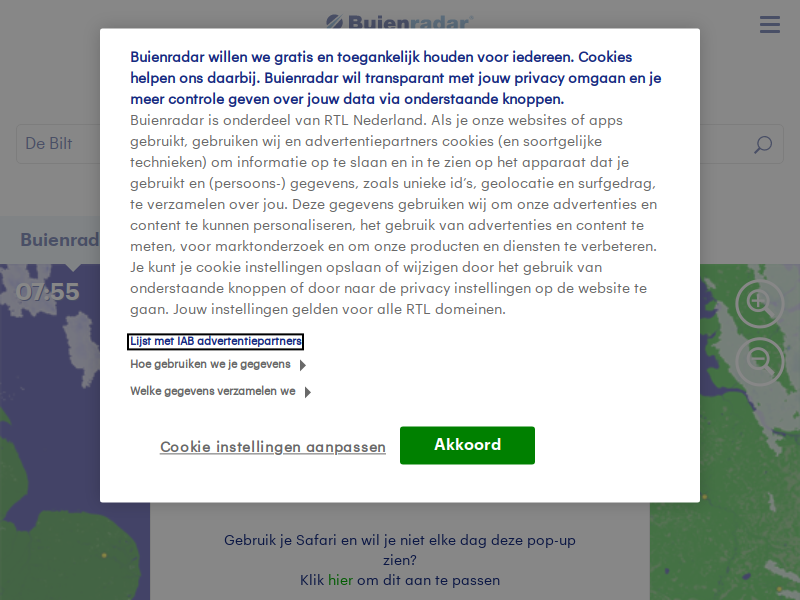 Buienradar
Buienradar willen we gratis en toegankelijk houden voor iedereen. Cookies
helpen ons daarbij. Buienradar wil transparant met jouw privacy omgaan en je
meer controle geven over jouw data via onderstaande knoppen.
Buienradar is onderdeel van RTL Nederland. Als je onze websites of apps
gebruikt, gebruiken wij en advertentiepartners cookies (en soortgelijke
technieken) om informatie op te slaan en in te zien op het apparaat dat je
gebruikt en (persoons-) gegevens, zoals unieke id's, geolocatie en surfgedrag,
te verzamelen over jou. Deze gegevens gebruiken wij om onze advertenties en
content te kunnen personaliseren, het gebruik van advertenties en content te
meten, voor marktonderzoek en om onze producten en diensten te verbeteren.
Je kunt je cookie instellingen opslaan of wijzigen door het gebruik van
onderstaande knoppen of door naar de privacy instellingen op de website te
gaan. Jouw instellingen gelden voor alle RTL domeinen.
De Bilt
Buienrad
07:55
Lijst met IAB advertentiepartners
Hoe gebruiken we je gegevens
Welke gegevens verzamelen we
Cookie instellingen aanpassen
Akkoord
Gebruik je Safari en wil je niet elke dag deze pop-up
zien?
Klik hier om dit aan te passen